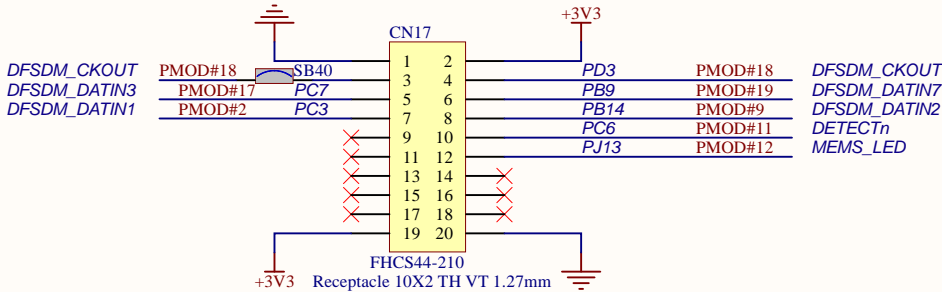 +3V3
CN17
1 2
DFSDM_CKOUT PMOD#18 SB40 3 4 PD3 PMOD#18 DFSDM_CKOUT
DFSDM_DATIN3 PMOD#17 PC7 5 6 PB9 PMOD#19 DFSDM_DATIN7
DFSDM_DATIN1 PMOD#2 PC3 7 8 PB14 PMOD#9 DFSDM_DATIN2
9 10 PC6 PMOD#11 DETECTn
11 12 PJ13 PMOD#12 MEMS_LED
13 14
15 16
17 18
19 20
FHCS44-210
+3V3 Receptacle 10X2 TH VT 1.27mm